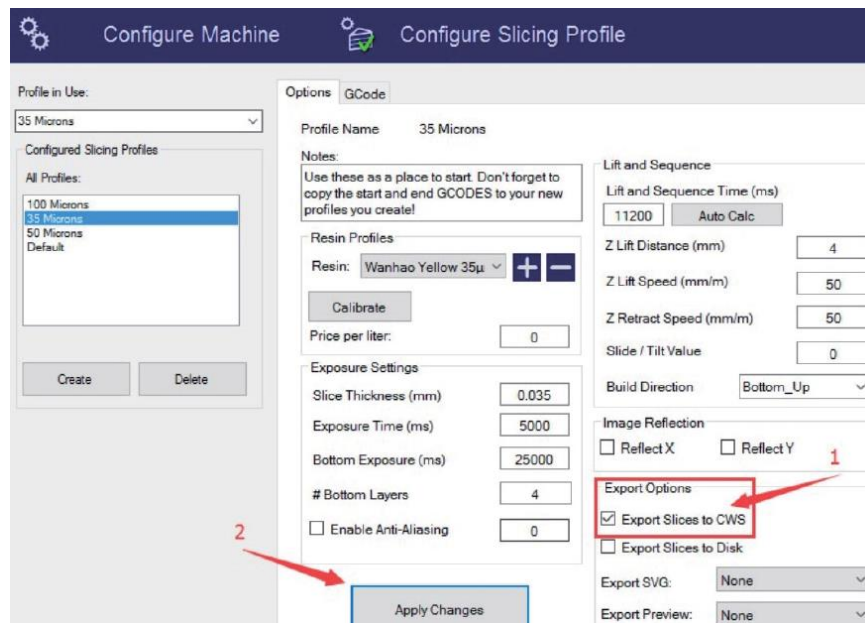 Configure Machine
Configure Slicing Profile
Profile in Use:
35 Microns
Configured Slicing Profiles
All Profiles:
100 Microns
35 Microns
50 Microns
Default
Create
Delete
Options
GCode
Profile Name 35 Microns
Notes:
Use these as a place to start. Don't forget to
copy the start and end GCODES to your new
profiles you create!
Resin Profiles
Resin: Wanhao Yellow 35µ
Calibrate
Price per liter: 0
Exposure Settings
Slice Thickness (mm) 0.035
Exposure Time (ms) 5000
Bottom Exposure (ms) 25000
# Bottom Layers 4
Enable Anti-Aliasing 0
2
Apply Changes
Lift and Sequence
Lift and Sequence Time (ms)
11200 Auto Calc
Z Lift Distance (mm) 4
Z Lift Speed (mm/m) 50
Z Retract Speed (mm/m) 50
Slide / Tilt Value 0
Build Direction Bottom_Up
Image Reflection
Reflect X Reflect Y
1
Export Options
Export Slices to CWS
Export Slices to Disk
Export SVG: None
Export Preview: None